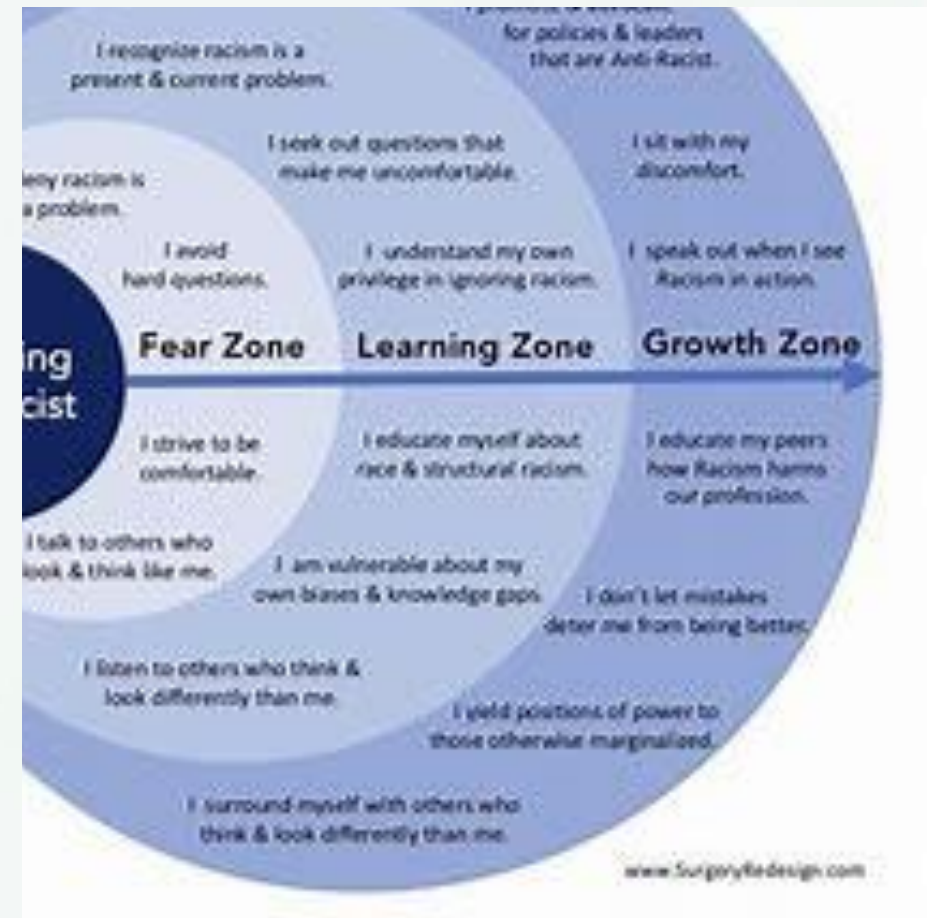 for policies & leaders
that are Anti-Racist.
I recognize racism is a
present & current problem.
I seek out questions that
make me uncomfortable.
I sit with my
discomfort.
eny racism is
a problem.
I avoid
hard questions.
I understand my own
privilege in ignoring racism.
I speak out when I see
Racism in action.
ing
cist
Fear Zone
Learning Zone
Growth Zone
I strive to be
comfortable.
I educate myself about
race & structural racism.
I educate my peers
how Racism harms
our profession.
I talk to others who
look & think like me.
I am vulnerable about my
own biases & knowledge gaps.
I don't let mistakes
deter me from being better.
I listen to others who think &
look differently than me.
I yield positions of power to
those otherwise marginalized.
I surround myself with others who
think & look differently than me.
www.SurgeryRedesign.com